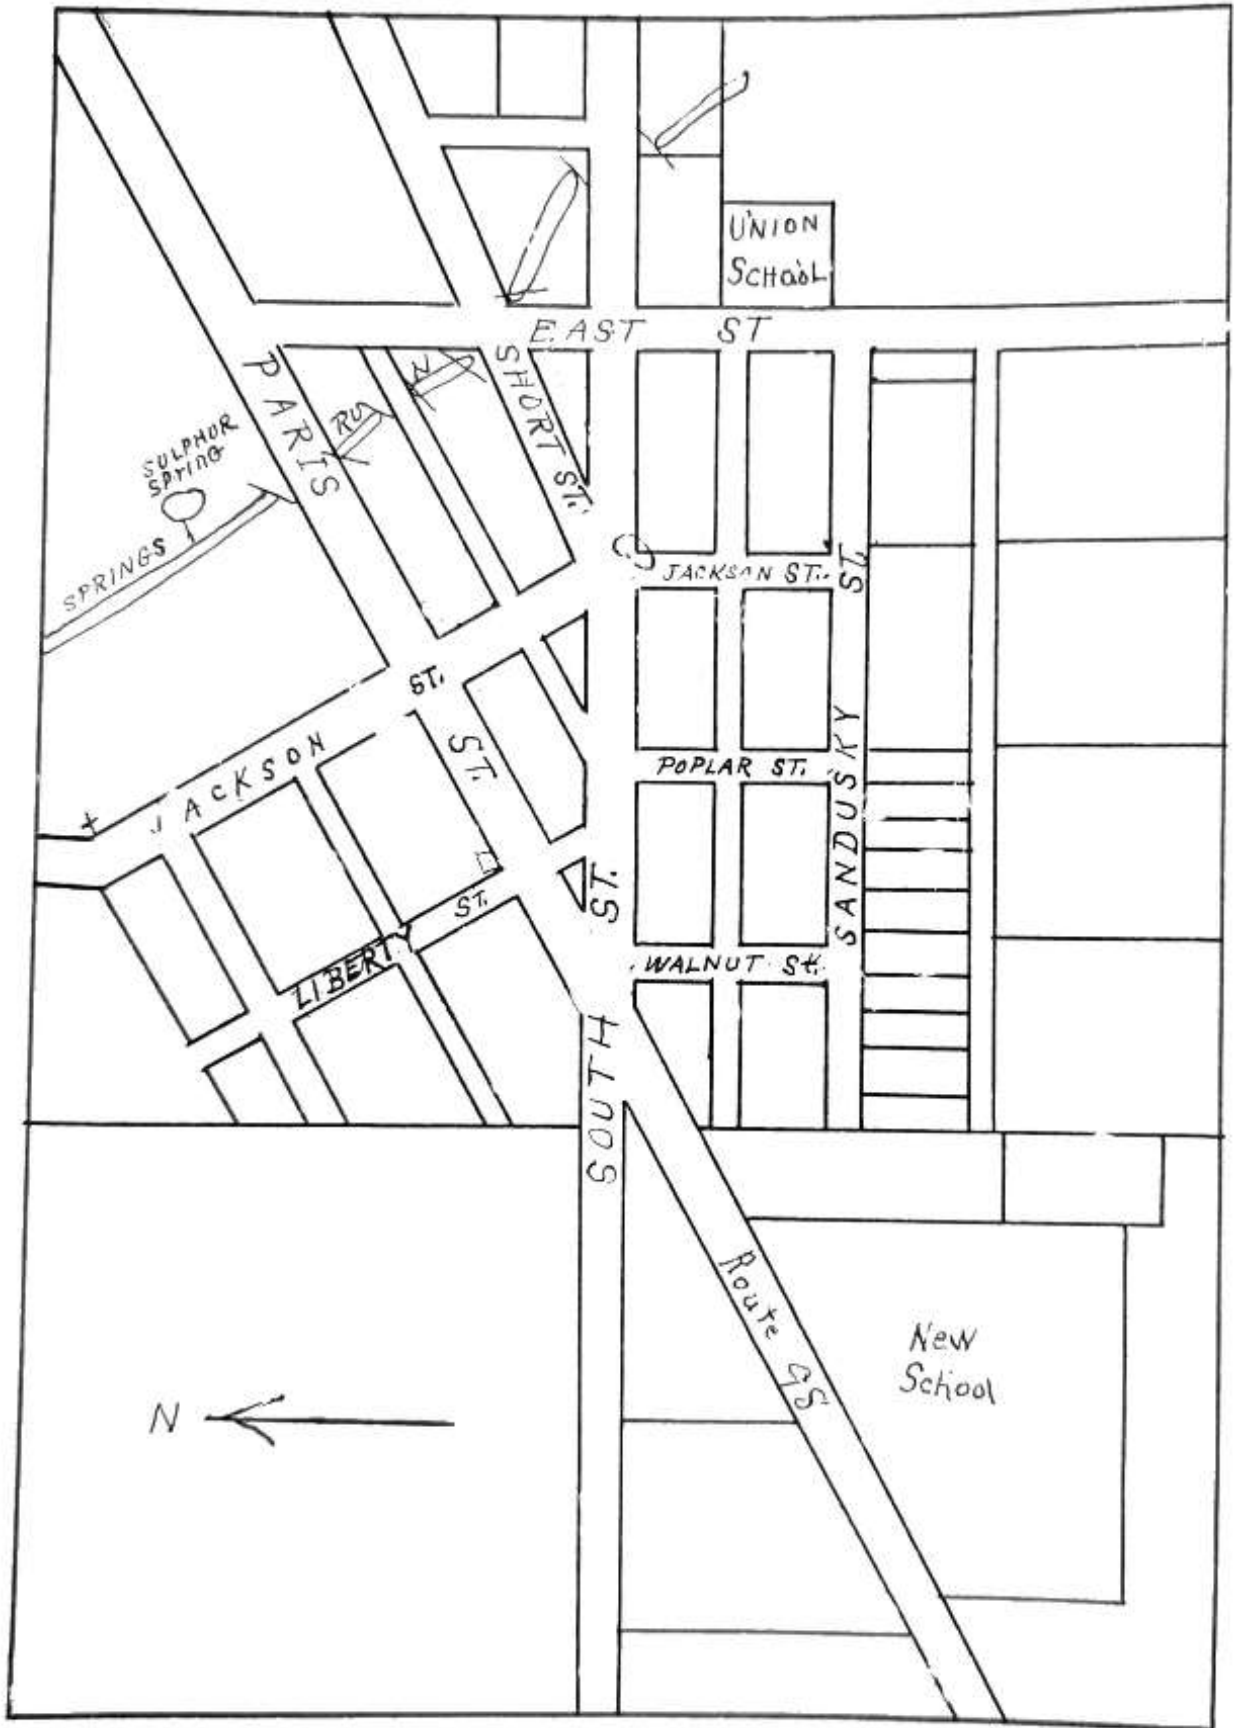 UNION
SCHOOL
EAST ST
SHORT ST.
PARIS ST.
RUN
SULPHUR
SPRING
SPRINGS
JACKSON ST.
JACKSON ST.
POPLAR ST.
SANDUSKY ST.
LIBERTY ST.
WALNUT St.
SOUTH ST.
Route
New
School
N